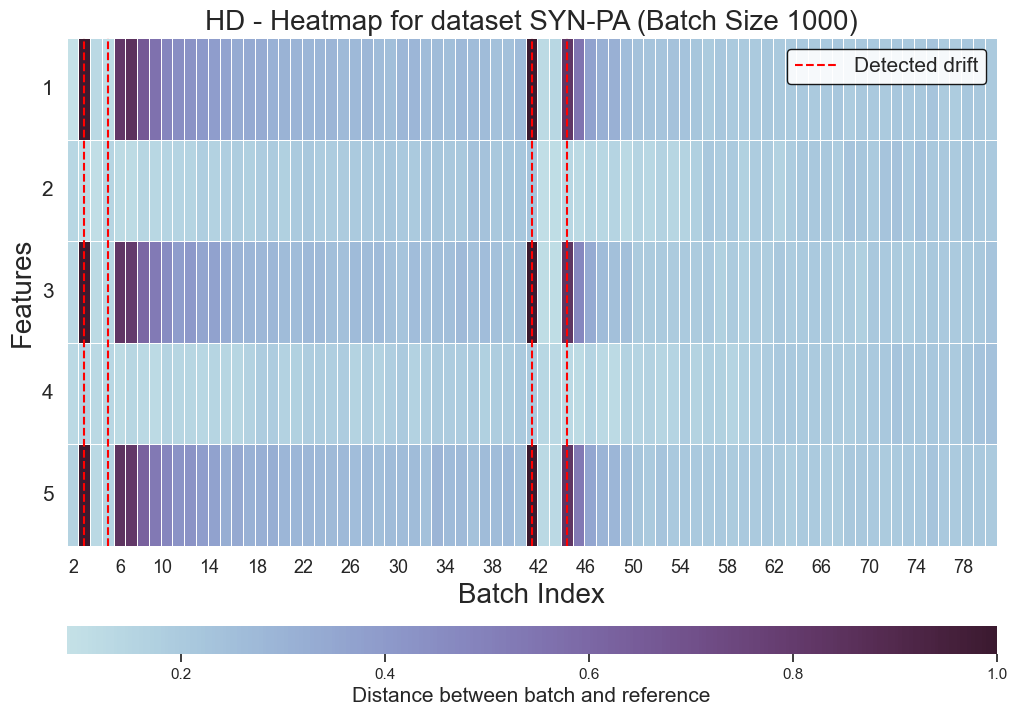 HD - Heatmap for dataset SYN-PA (Batch Size 1000)
Detected drift
Features
1
2
3
4
5
2 6 10 14 18 22 26 30 34 38 42 46 50 54 58 62 66 70 74 78
Batch Index
0.2 0.4 0.6 0.8 1.0
Distance between batch and reference